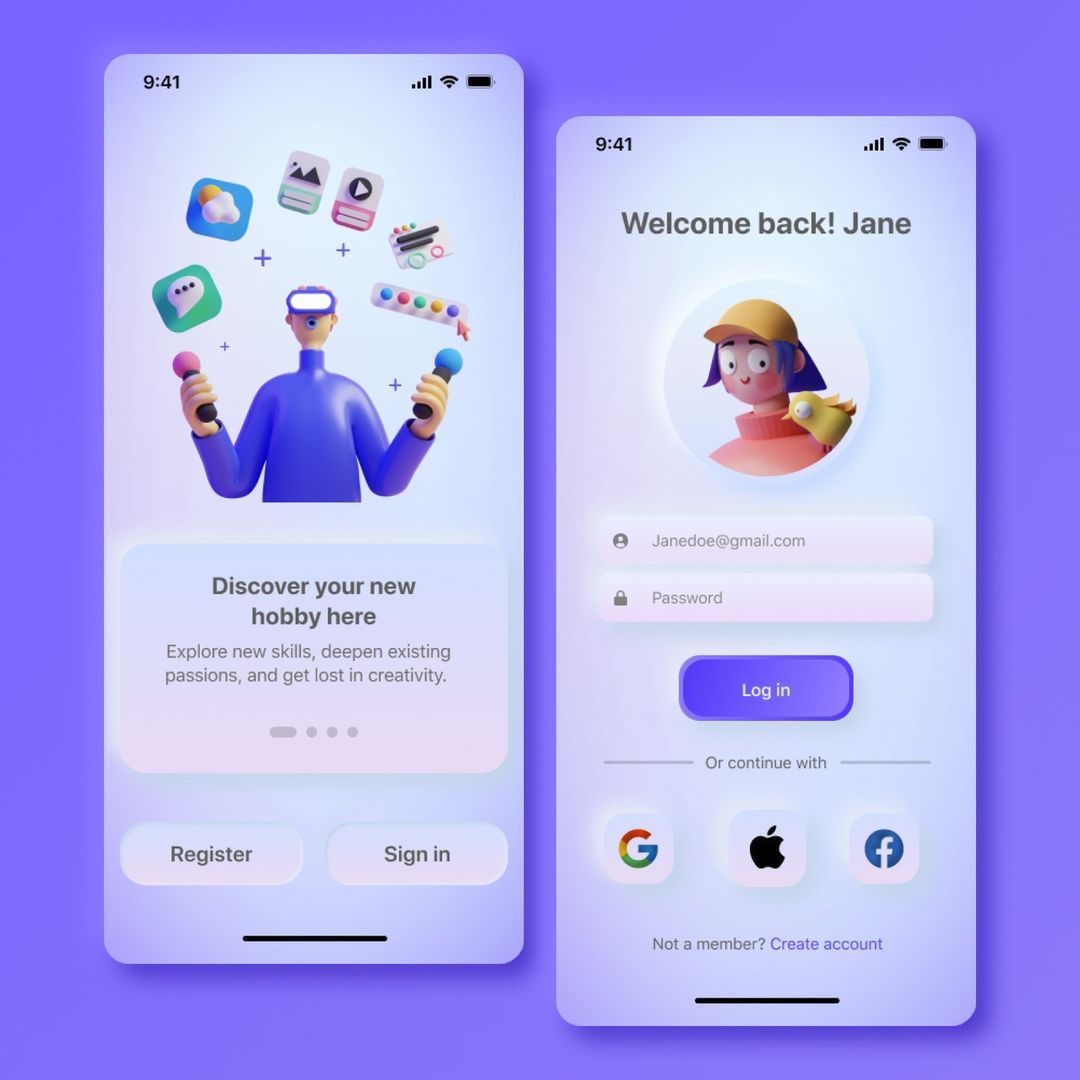 9:41
Discover your new
hobby here
Explore new skills, deepen existing
passions, and get lost in creativity.
Register
Sign in
9:41
Welcome back! Jane
Janedoe@gmail.com
Password
Log in
Or continue with
Not a member? Create account